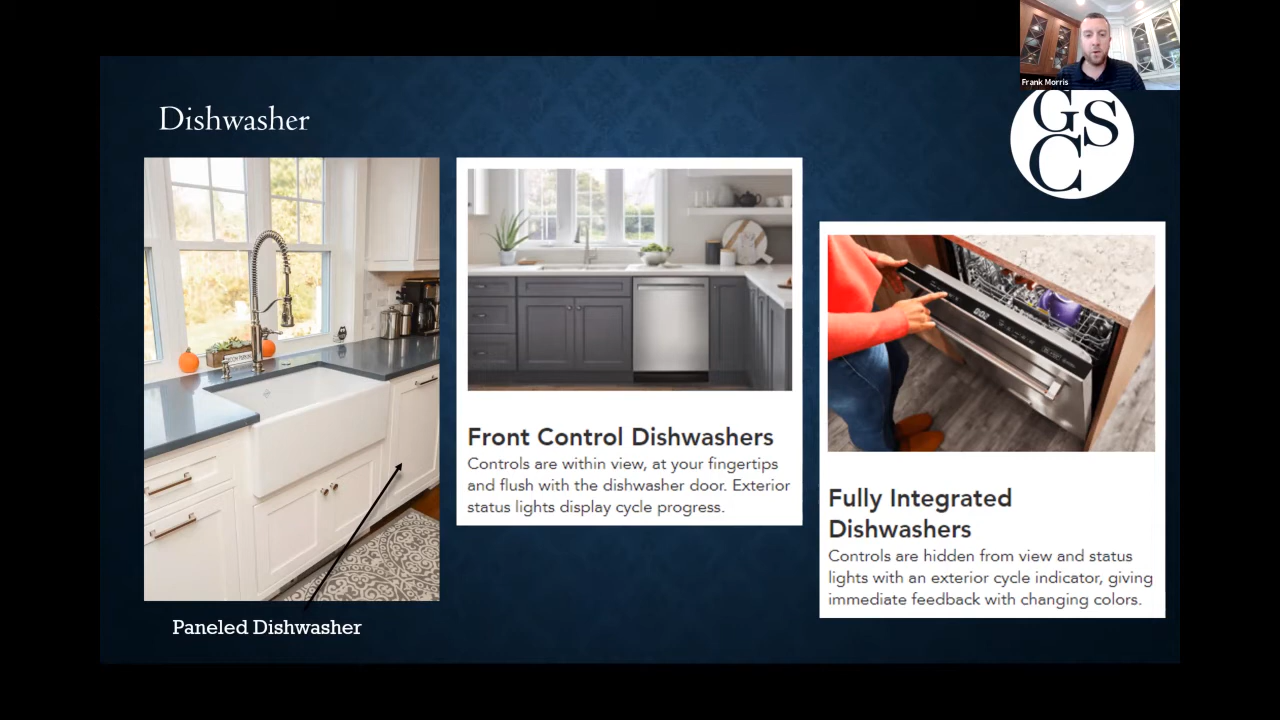 Frank Morris
GSC
Dishwasher
Front Control Dishwashers
Controls are within view, at your fingertips
and flush with the dishwasher door. Exterior
status lights display cycle progress.
Fully Integrated
Dishwashers
Controls are hidden from view and status
lights with an exterior cycle indicator, giving
immediate feedback with changing colors.
Paneled Dishwasher